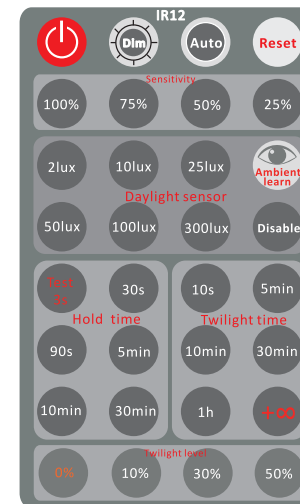 IR12
Dim Auto Reset
Sensitivity
100% 75% 50% 25%
2lux 10lux 25lux Ambient
learn
Daylight sensor
50lux 100lux 300lux Disable
Test
3s 30s 10s 5min
Hold time Twilight time
90s 5min 10min 30min
10min 30min 1h +∞
Twilight level
0% 10% 30% 50%